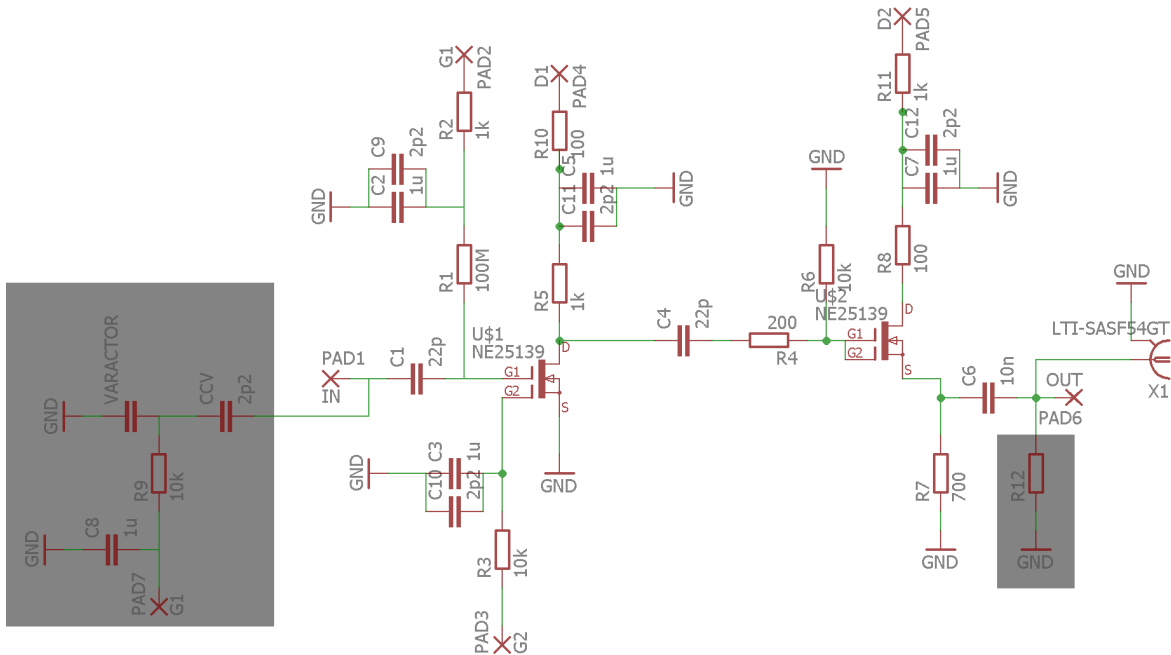 D2
PAD5
R11
1k
G1
PAD2
D1
PAD4
R2
1k
R10
100
C12
2p2
C7
1u
GND
C9
2p2
C2
1u
GND
C5
1u
C11
2p2
GND
GND
R1
100M
R5
1k
R6
10k
R8
100
GND
VARACTOR
CCV
2p2
GND
R9
10k
C8
1u
GND
PAD7
G1
PAD1
IN
C1
22p
U$1
NE25139
G1
G2
D
S
GND
C4
22p
200
R4
U$2
NE25139
G1
G2
D
S
C6
10n
LTI-SASF54GT
X1
OUT
PAD6
GND
C3
1u
C10
2p2
R3
10k
PAD3
G2
R7
700
GND
R12
GND